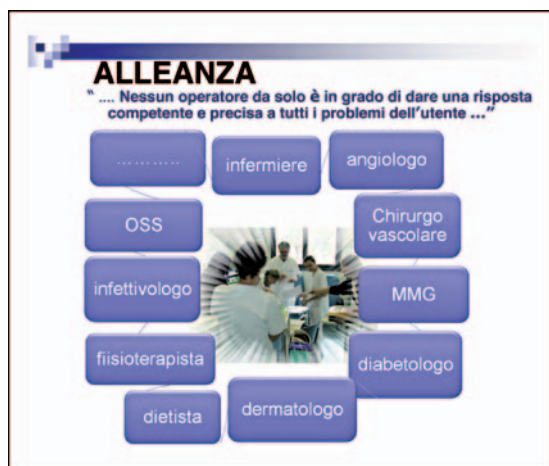 ALLEANZA
“ .... Nessun operatore da solo è in grado di dare una risposta
competente e precisa a tutti i problemi dell’utente ...”
………..
infermiere
angiologo
Chirurgo
vascolare
MMG
diabetologo
dermatologo
dietista
fiisioterapista
infettivologo
OSS